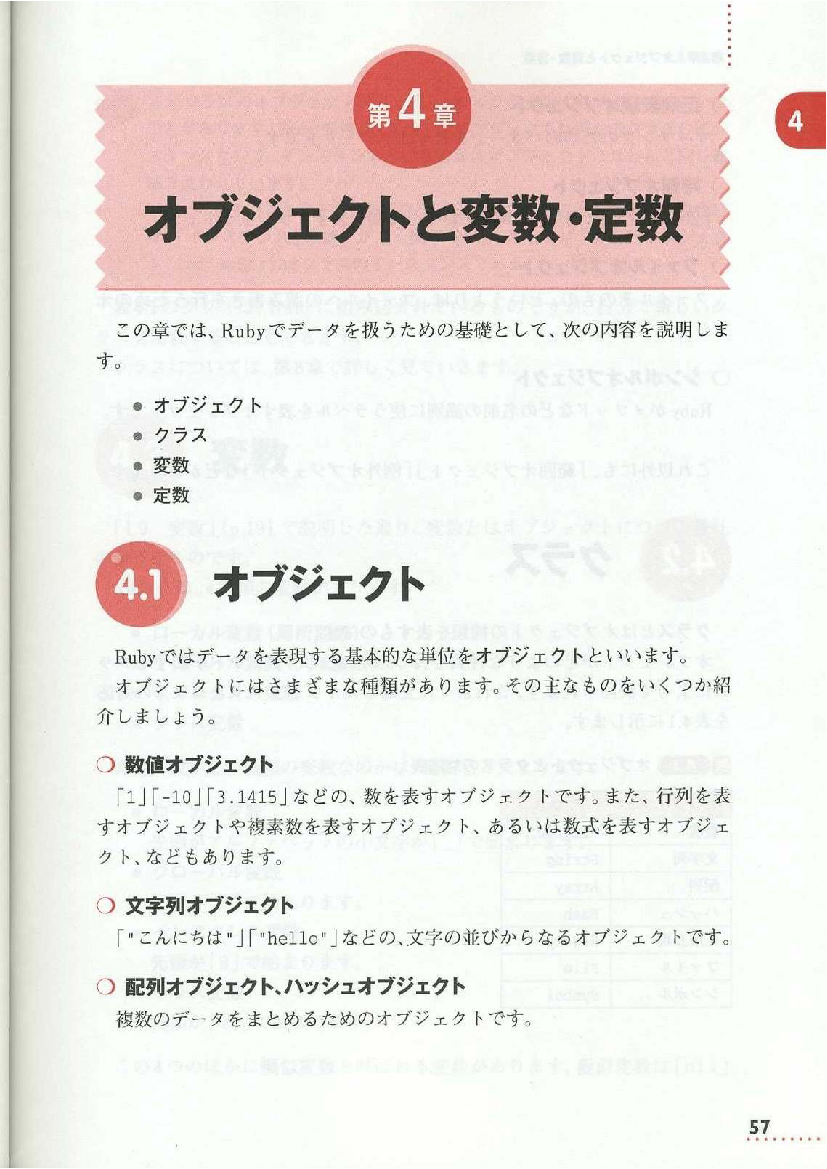 第4章
4
オブジェクトと変数・定数
この章では、Rubyでデータを扱うための基礎として、次の内容を説明しま
す。
● オブジェクト
● クラス
● 変数
● 定数
4.1 オブジェクト
Rubyではデータを表現する基本的な単位をオブジェクトといいます。
オブジェクトにはさまざまな種類があります。その主なものをいくつか紹
介しましょう。
❍ 数値オブジェクト
「1」「-10」「3.1415」などの、数を表すオブジェクトです。また、行列を表
すオブジェクトや複素数を表すオブジェクト、あるいは数式を表すオブジェ
クト、などもあります。
❍ 文字列オブジェクト
「"こんにちは"」「"hello"」などの、文字の並びからなるオブジェクトです。
❍ 配列オブジェクト、ハッシュオブジェクト
複数のデータをまとめるためのオブジェクトです。
57